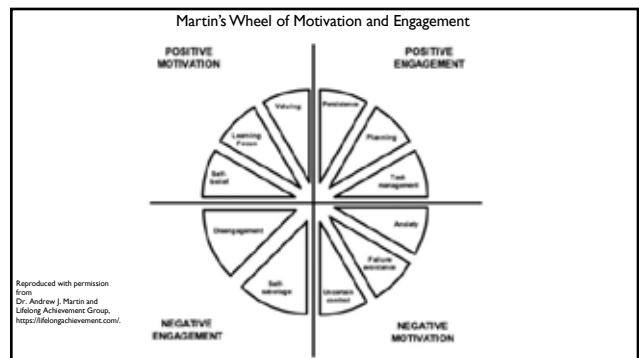 Martin's Wheel of Motivation and Engagement
POSITIVE
MOTIVATION
POSITIVE
ENGAGEMENT
Valuing
Persistence
Learning
Focus
Planning
Self-
belief
Task
management
Disengagement
Anxiety
Failure
avoidance
Self-
sabotage
Uncertain
control
Reproduced with permission
from
Dr. Andrew J. Martin and
Lifelong Achievement Group,
https://lifelongachievement.com/.
NEGATIVE
ENGAGEMENT
NEGATIVE
MOTIVATION